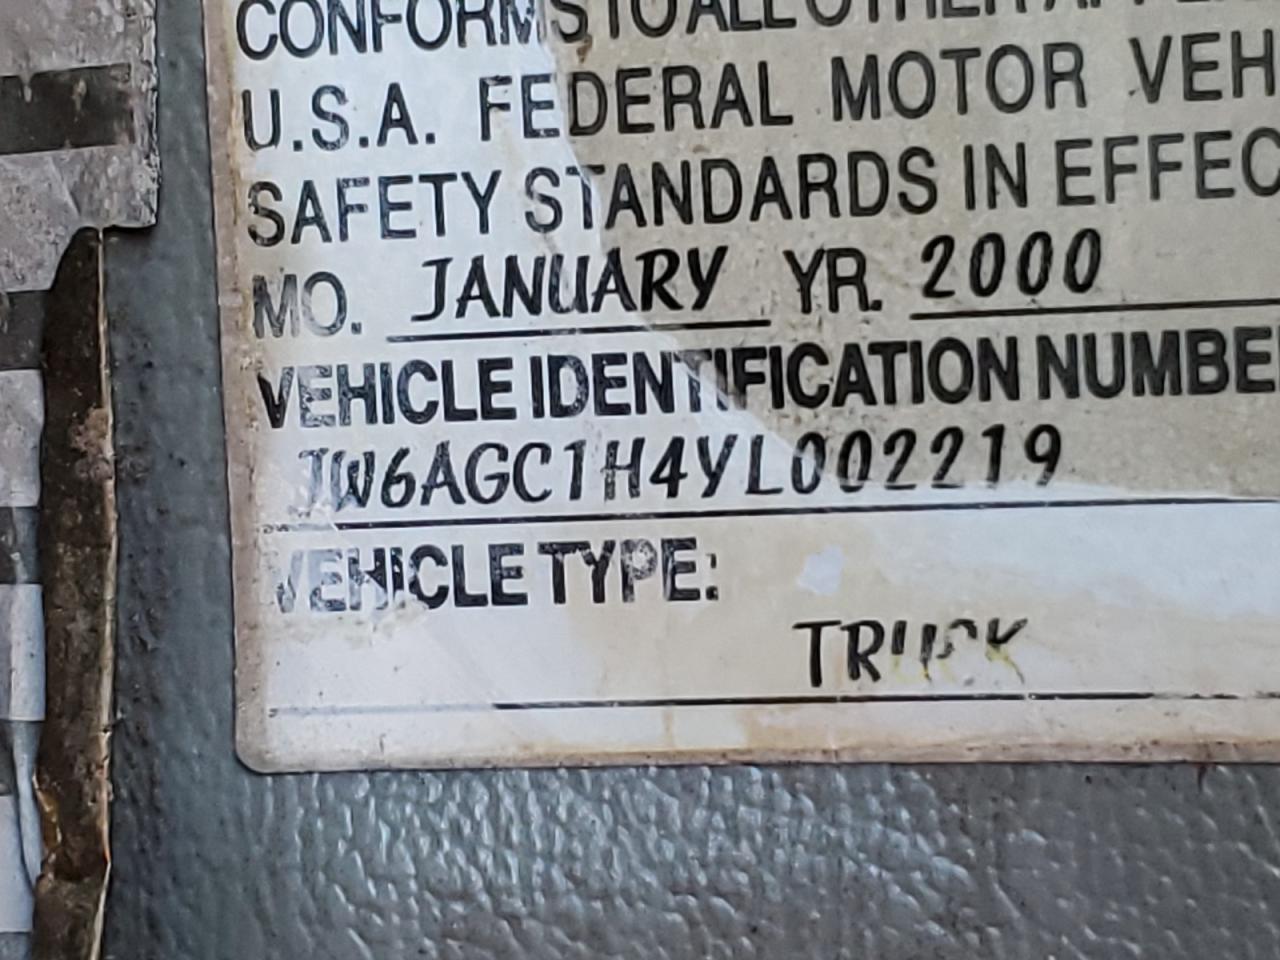 CONFORMS TO ALL OTHER
U.S.A. FEDERAL MOTOR VEH
SAFETY STANDARDS IN EFFEC
MO. JANUARY YR. 2000
VEHICLE IDENTIFICATION NUMBE
JW6AGC1H4YL002219
VEHICLE TYPE:
TRUCK